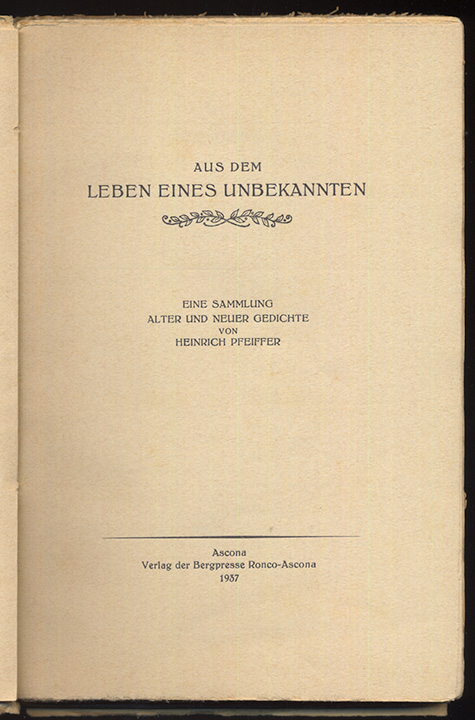 AUS DEM
LEBEN EINES UNBEKANNTEN
EINE SAMMLUNG
ALTER UND NEUER GEDICHTE
VON
HEINRICH PFEIFFER
Ascona
Verlag der Bergpresse Ronco-Ascona
1937